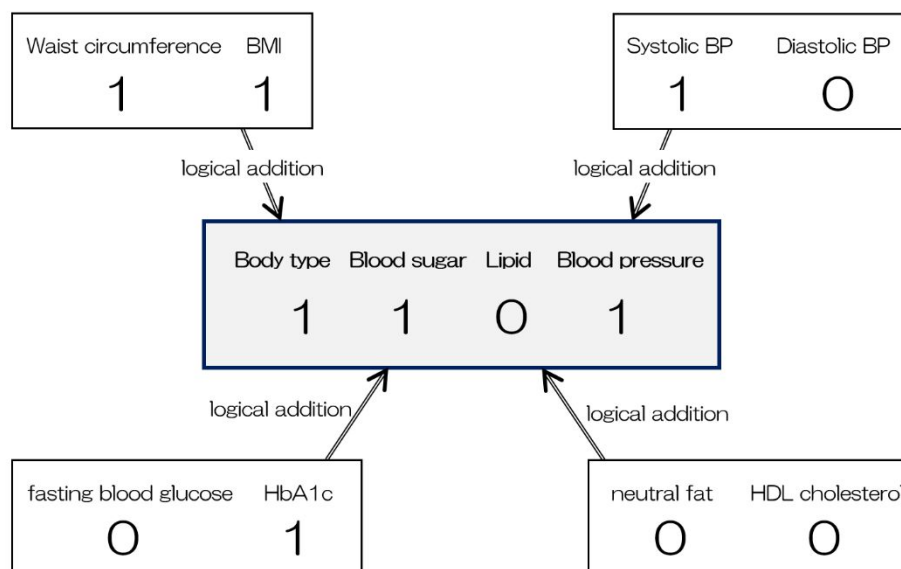 Waist circumference BMI
1 1
Systolic BP Diastolic BP
1 0
logical addition
logical addition
Body type Blood sugar Lipid Blood pressure
1 1 0 1
logical addition
logical addition
fasting blood glucose HbA1c
0 1
neutral fat HDL cholesterol
0 0